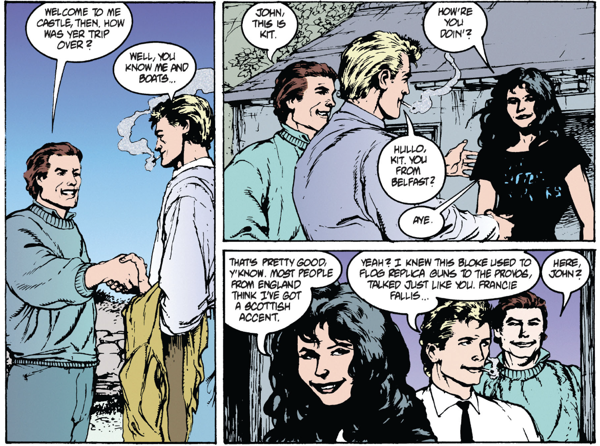 WELCOME TO ME
CASTLE, THEN. HOW
WAS YER TRIP
OVER?
WELL, YOU
KNOW ME AND
BOATS...
JOHN,
THIS IS
KIT.
HOW'RE
YOU
DOIN'?
HULLO,
KIT. YOU
FROM
BELFAST?
AYE.
THAT'S PRETTY GOOD,
Y'KNOW. MOST PEOPLE
FROM ENGLAND
THINK I'VE GOT
A SCOTTISH
ACCENT.
YEAH? I KNEW THIS BLOKE USED TO
FLOG REPLICA GUNS TO THE PROVOS,
TALKED JUST LIKE YOU. FRANCIE
FALLIS...
HERE,
JOHN?